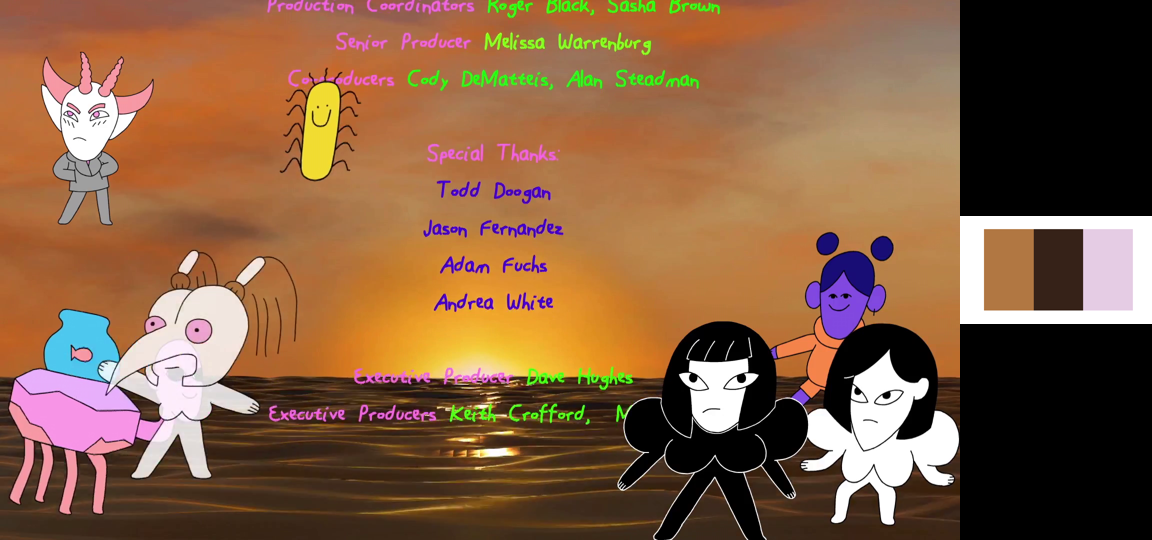 Production Coordinators Roger Black, Sasha Brown
Senior Producer Melissa Warrenburg
Cody DeMatteis, Alan Steadman
Special Thanks:
Todd Doogan
Jason Fernandez
Adam Fuchs
Andrea White
Executive Producer Dave Hughes
Executive Producers Keith Crofford,